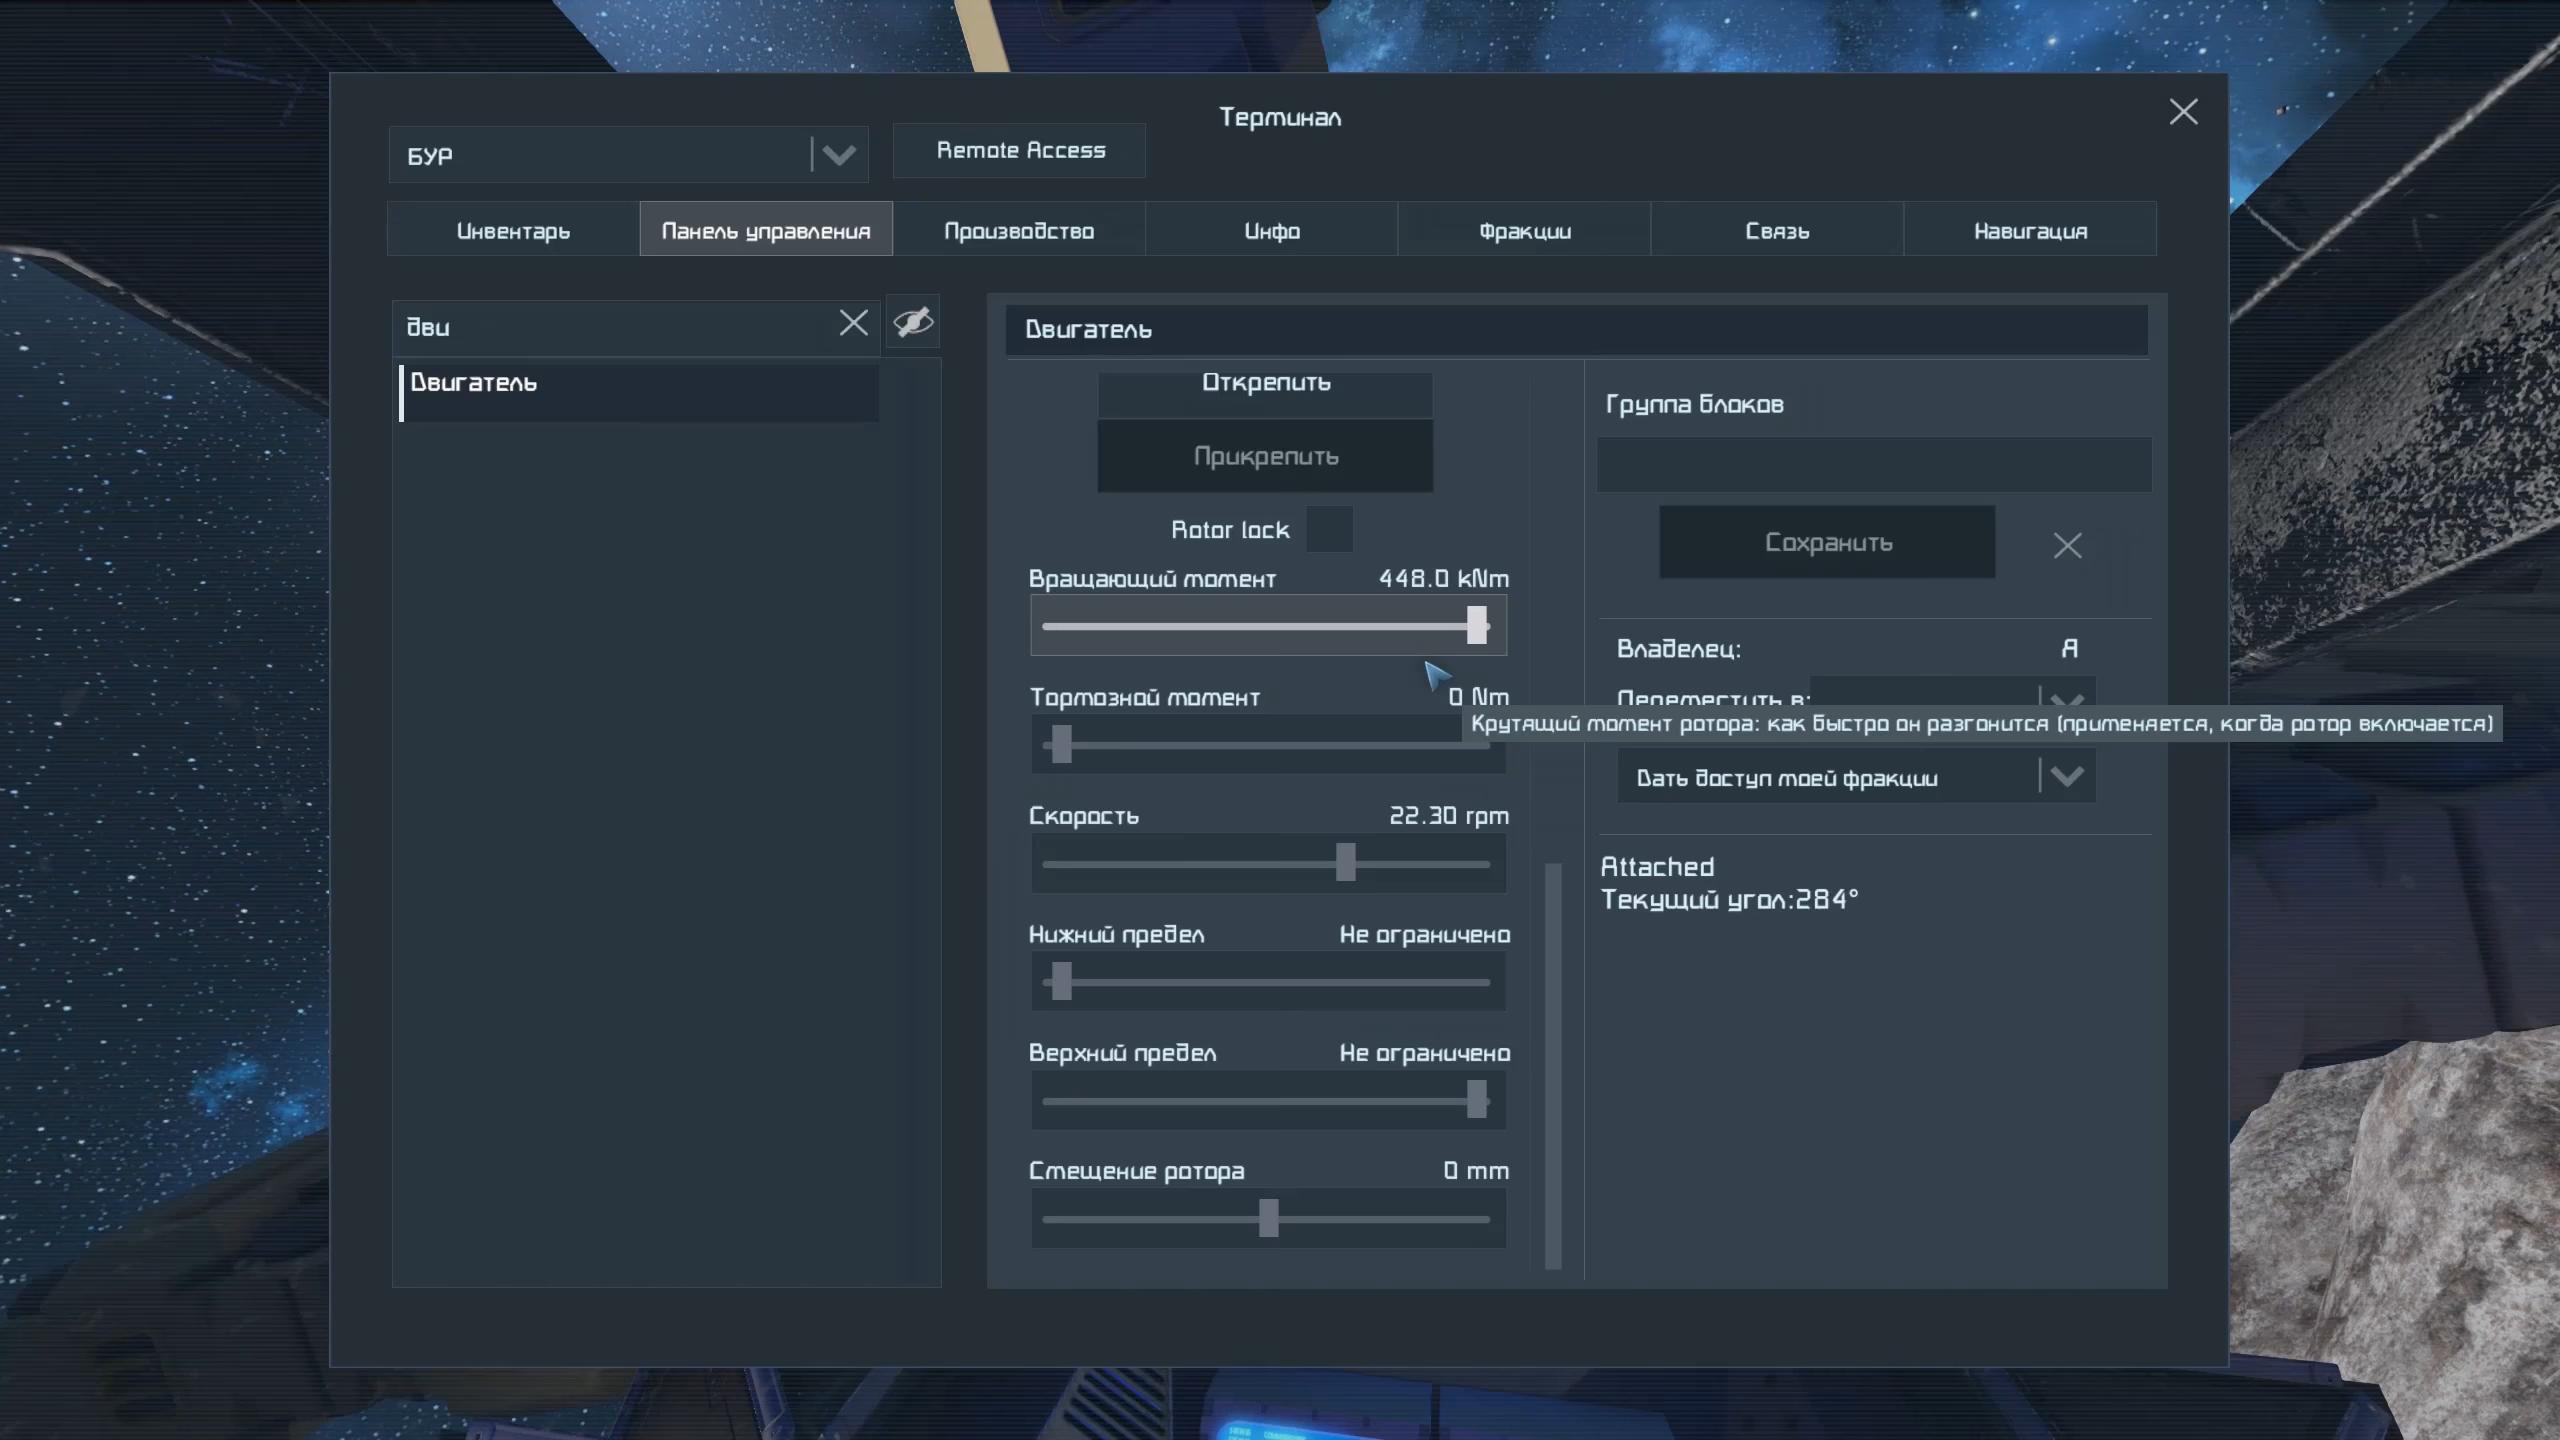 Терминал
БУР
Remote Access
Инвентарь
Панель управления
Производство
Инфо
Фракции
Связь
Навигация
дви
Двигатель
Двигатель
Открепить
Прикрепить
Rotor lock
Вращающий момент 448.0 kNm
Тормозной момент 0 Nm
Скорость 22.30 rpm
Нижний предел Не ограничено
Верхний предел Не ограничено
Смещение ротора 0 mm
Группа блоков
Сохранить
Владелец: A
Переместить в:
Крутящий момент ротора: как быстро он разгонится (применяется, когда ротор включается)
Дать доступ моей фракции
Attached
Текущий угол:284°